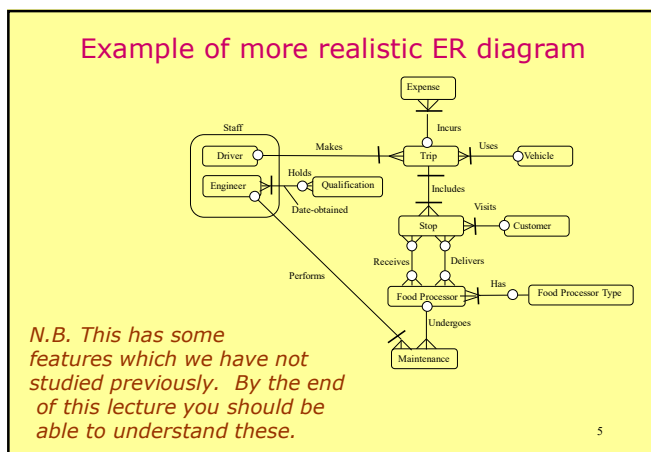 Example of more realistic ER diagram
Expense
Staff
Incurs
Makes
Uses
Driver
Trip
Vehicle
Holds
Engineer
Qualification
Includes
Date-obtained
Visits
Stop
Customer
Receives
Delivers
Performs
Has
Food Processor
Food Processor Type
Undergoes
Maintenance
N.B. This has some
features which we have not
studied previously. By the end
of this lecture you should be
able to understand these.
5